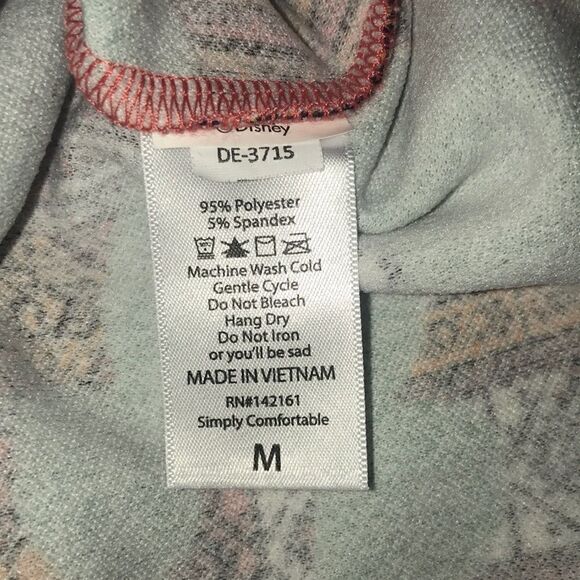 © Disney
DE-3715
95% Polyester
5% Spandex
Machine Wash Cold
Gentle Cycle
Do Not Bleach
Hang Dry
Do Not Iron
or you'll be sad
MADE IN VIETNAM
RN#142161
Simply Comfortable
M